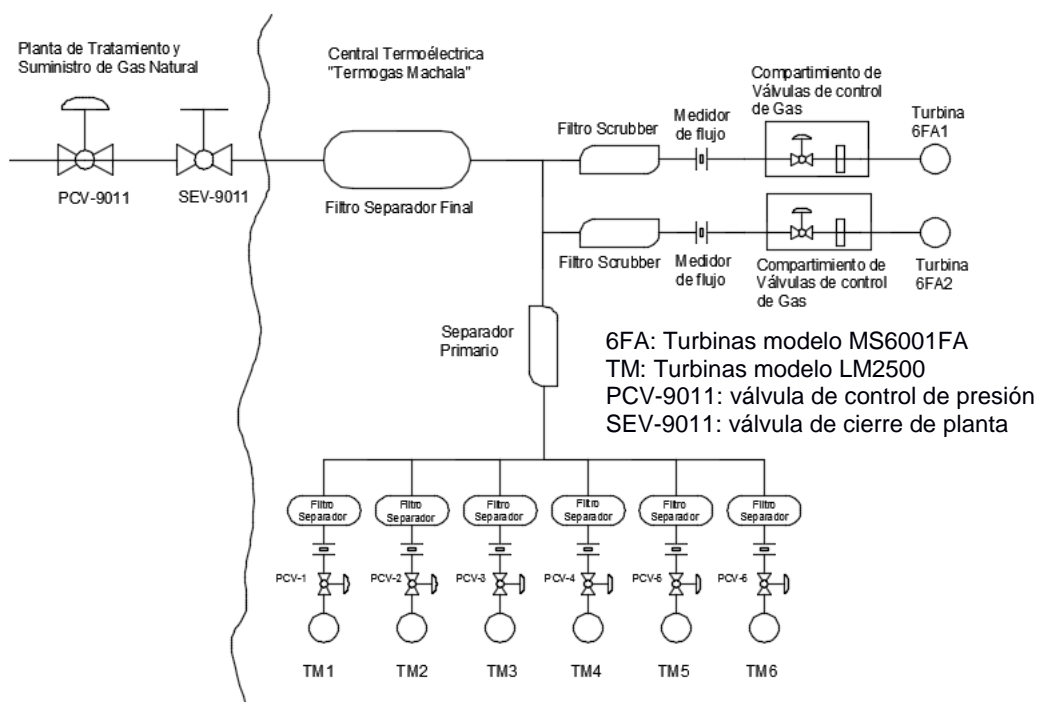 Planta de Tratamiento y
Suministro de Gas Natural
PCV-9011
SEV-9011
Central Termoélectrica
"Termogas Machala"
Filtro Separador Final
Filtro Scrubber
Medidor
de flujo
Compartimiento de
Válvulas de control
de Gas
Turbina
6FA1
Filtro Scrubber
Medidor
de flujo
Compartimiento de
Válvulas de control
de Gas
Turbina
6FA2
Separador
Primario
6FA: Turbinas modelo MS6001FA
TM: Turbinas modelo LM2500
PCV-9011: válvula de control de presión
SEV-9011: válvula de cierre de planta
Filtro
Separador
Filtro
Separador
Filtro
Separador
Filtro
Separador
Filtro
Separador
Filtro
Separador
PCV-1
PCV-2
PCV-3
PCV-4
PCV-5
PCV-6
TM1
TM2
TM3
TM4
TM5
TM6